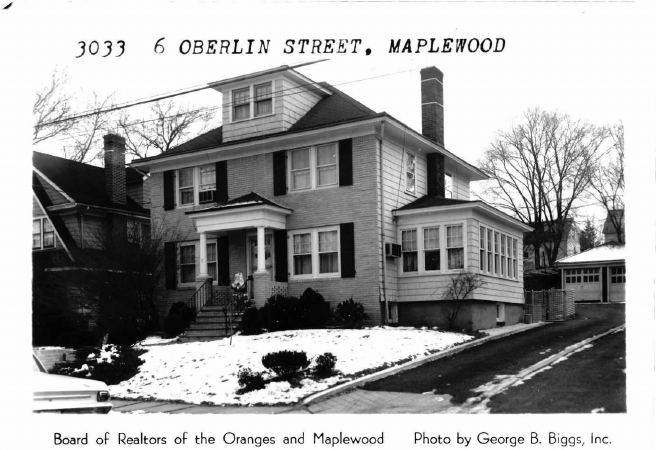 3033 6 OBERLIN STREET, MAPLEWOOD
Board of Realtors of the Oranges and Maplewood Photo by George B. Biggs, Inc.